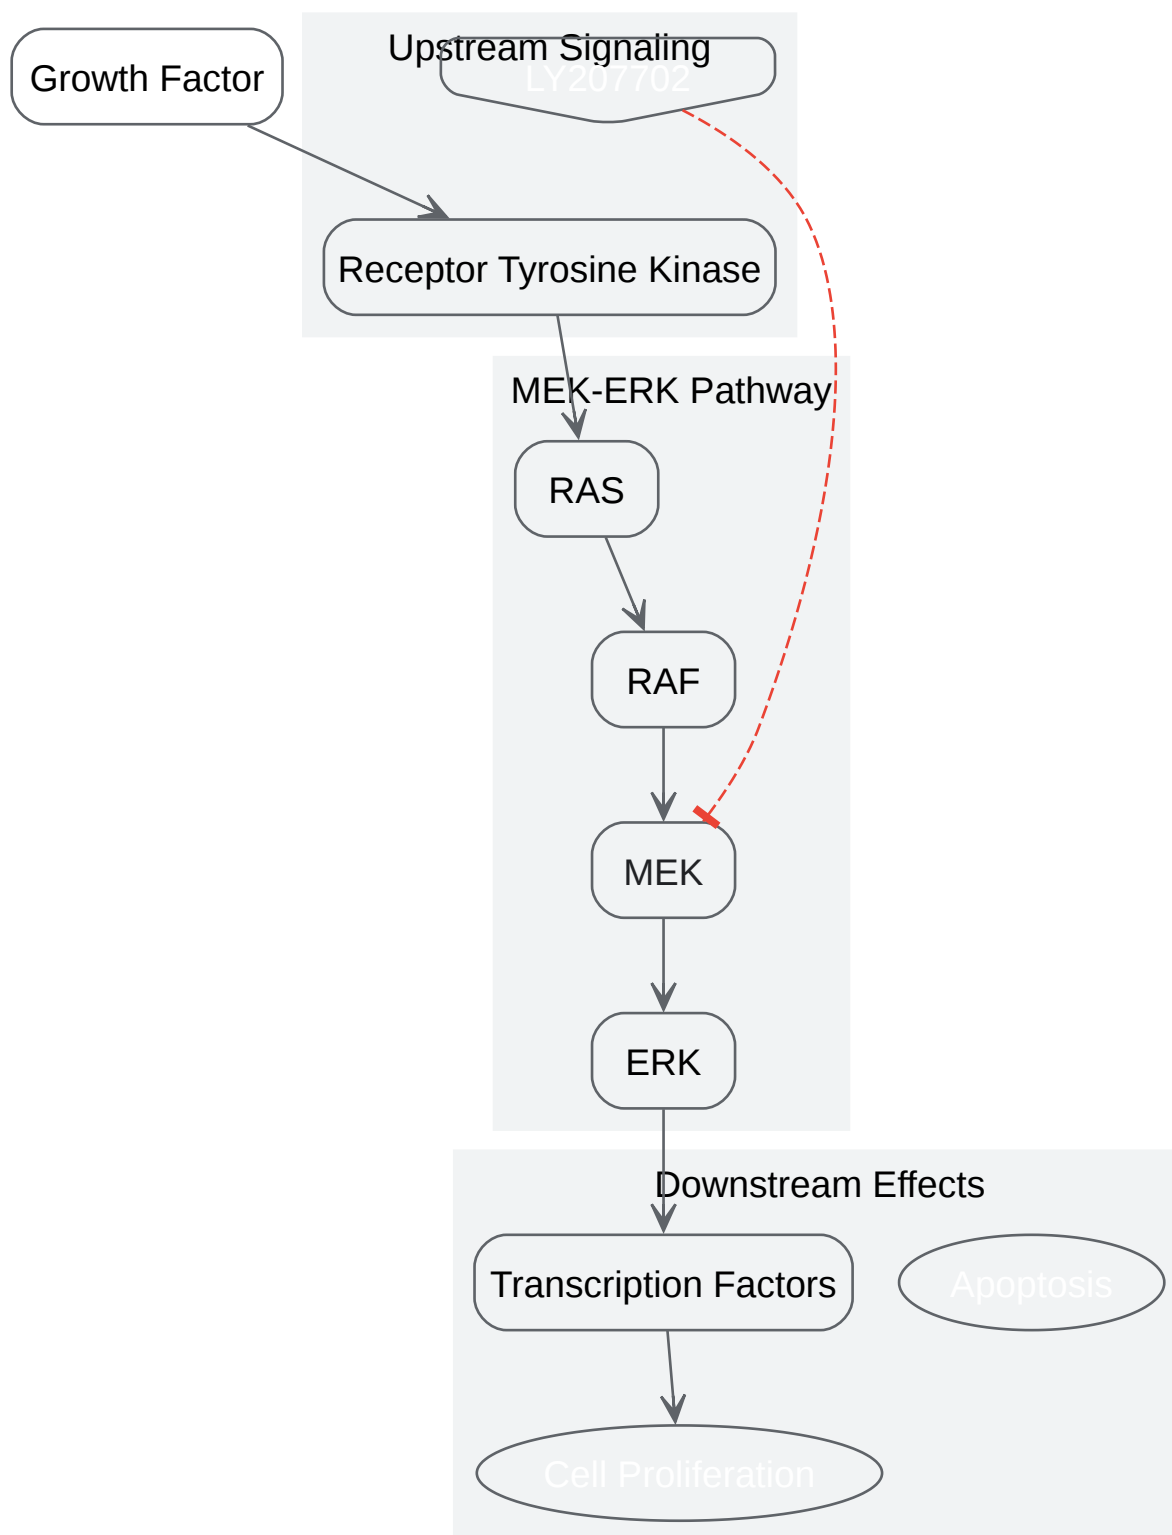 Upstream Signaling
Growth Factor
LY207702
Receptor Tyrosine Kinase
MEK-ERK Pathway
RAS
RAF
MEK
ERK
Downstream Effects
Transcription Factors
Apoptosis
Cell Proliferation